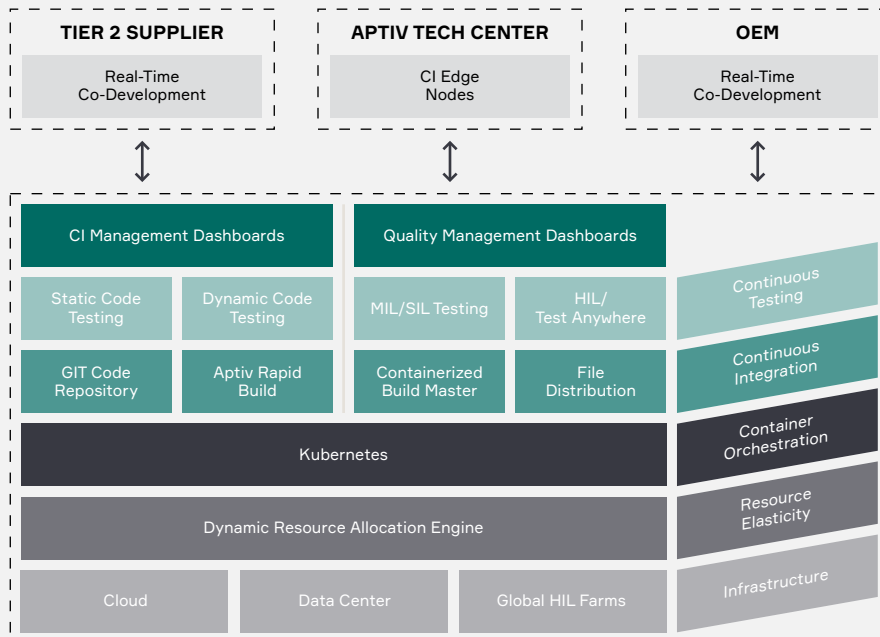 TIER 2 SUPPLIER
Real-Time
Co-Development
APTIV TECH CENTER
CI Edge
Nodes
OEM
Real-Time
Co-Development
CI Management Dashboards
Quality Management Dashboards
Static Code
Testing
Dynamic Code
Testing
MIL/SIL Testing
HIL/
Test Anywhere
Continuous
Testing
GIT Code
Repository
Aptiv Rapid
Build
Containerized
Build Master
File
Distribution
Continuous
Integration
Kubernetes
Container
Orchestration
Dynamic Resource Allocation Engine
Resource
Elasticity
Cloud
Data Center
Global HIL Farms
Infrastructure